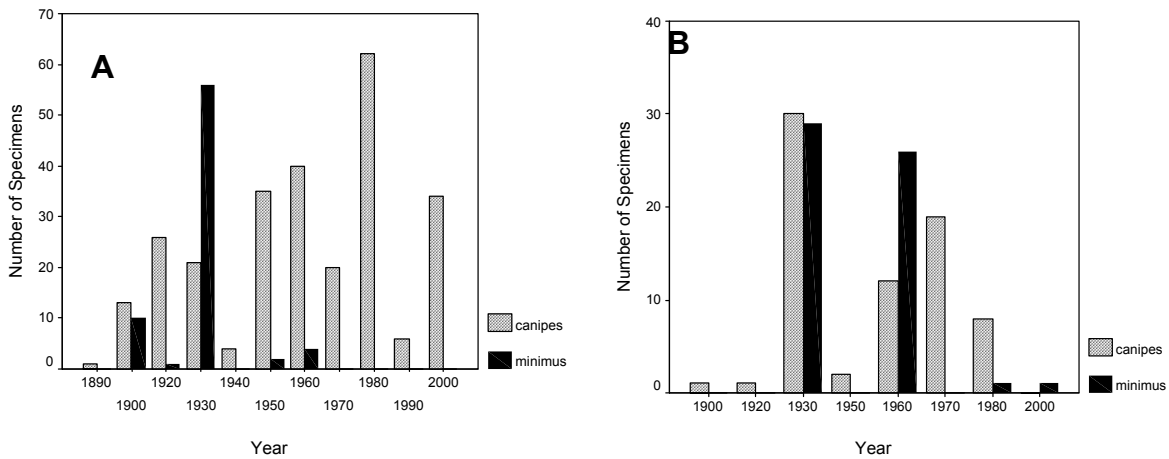 A
Number of Specimens
70
60
50
40
30
20
10
0
1890 1920 1930 1940 1950 1960 1970 1980 2000
1900 1990
Year
canipes
minimus
B
Number of Specimens
40
30
20
10
0
1900 1920 1930 1950 1960 1970 1980 2000
Year
canipes
minimus